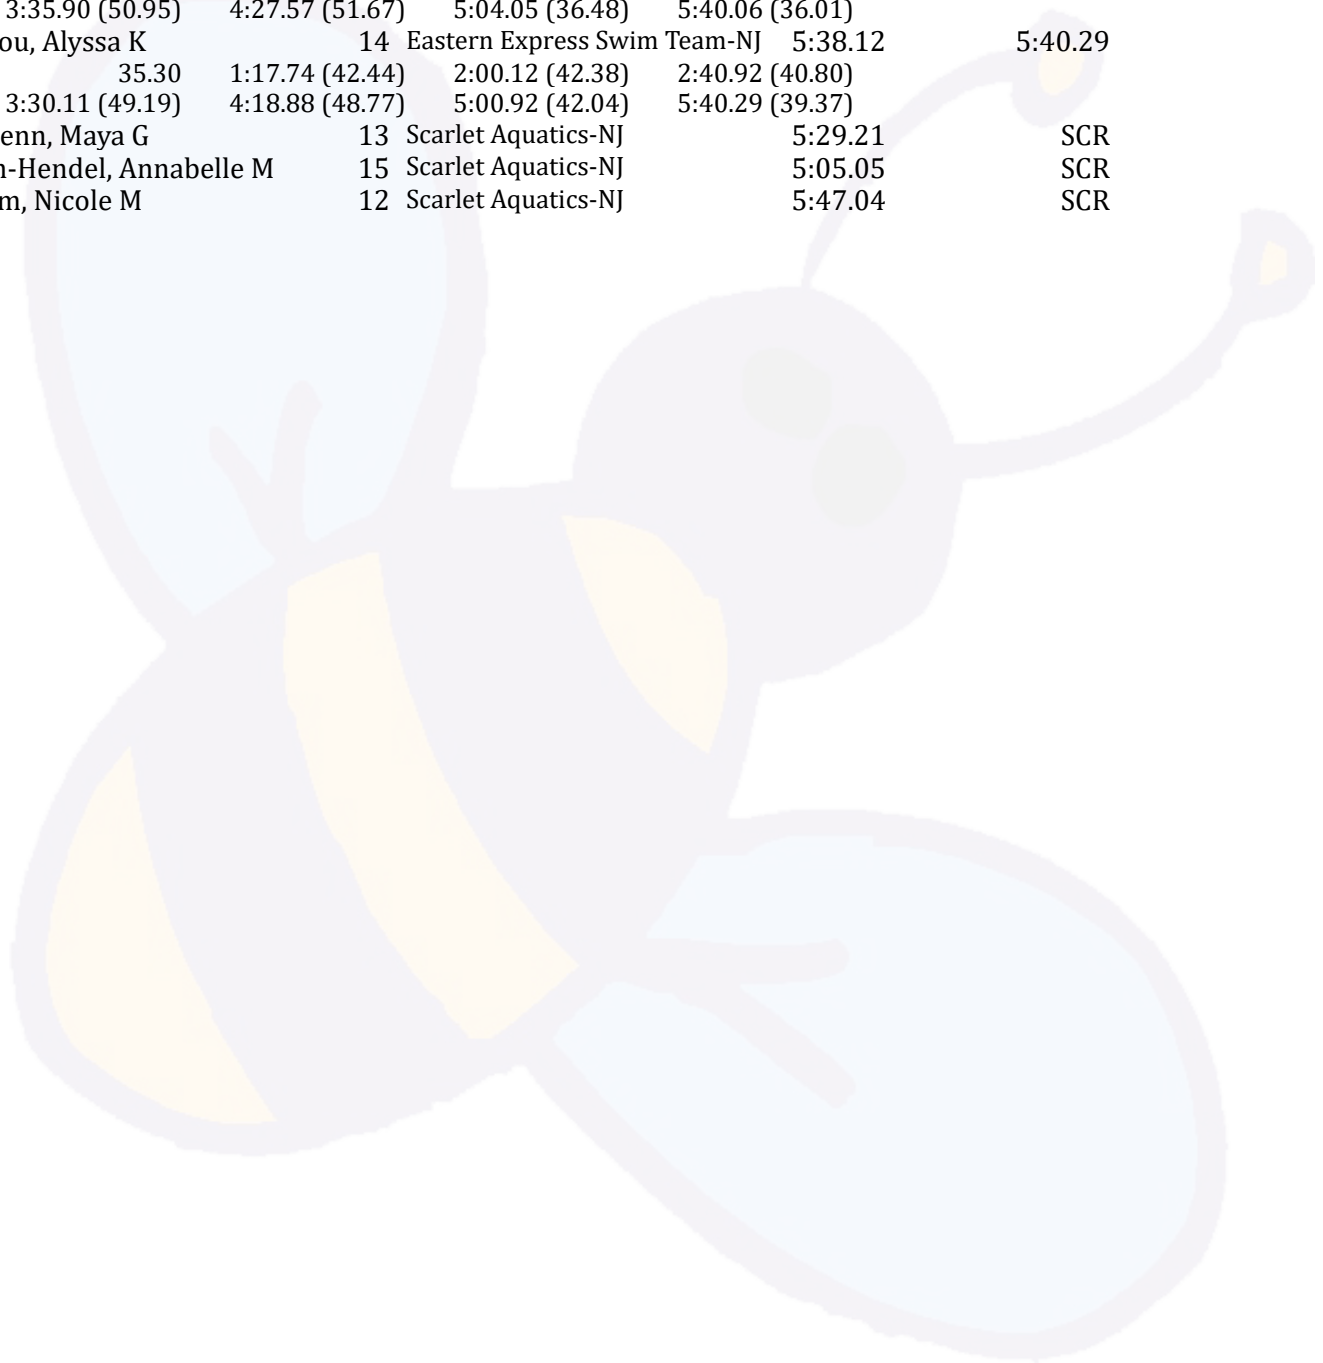 3:35.90 (50.95) 4:27.57 (51.67) 5:04.05 (36.48) 5:40.06 (36.01)
ou, Alyssa K 14 Eastern Express Swim Team-NJ 5:38.12 5:40.29
35.30 1:17.74 (42.44) 2:00.12 (42.38) 2:40.92 (40.80)
3:30.11 (49.19) 4:18.88 (48.77) 5:00.92 (42.04) 5:40.29 (39.37)
enn, Maya G 13 Scarlet Aquatics-NJ 5:29.21 SCR
-Hendel, Annabelle M 15 Scarlet Aquatics-NJ 5:05.05 SCR
m, Nicole M 12 Scarlet Aquatics-NJ 5:47.04 SCR